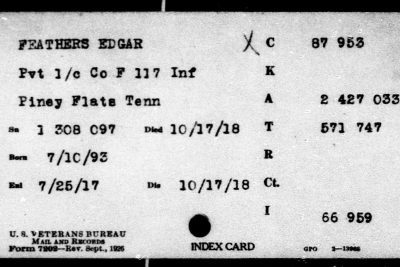 FEATHERS EDGAR X C 87 953
Pvt 1/c Co F 117 Inf K
Piney Flats Tenn A 2 427 033
Sn 1 308 097 Died 10/17/18 T 571 747
Born 7/10/93 R
Enl 7/25/17 Dis 10/17/18 Ct.
I 66 959
U. S. VETERANS BUREAU
MAIL AND RECORDS
Form 7202—Rev. Sept., 1926 INDEX CARD GPO